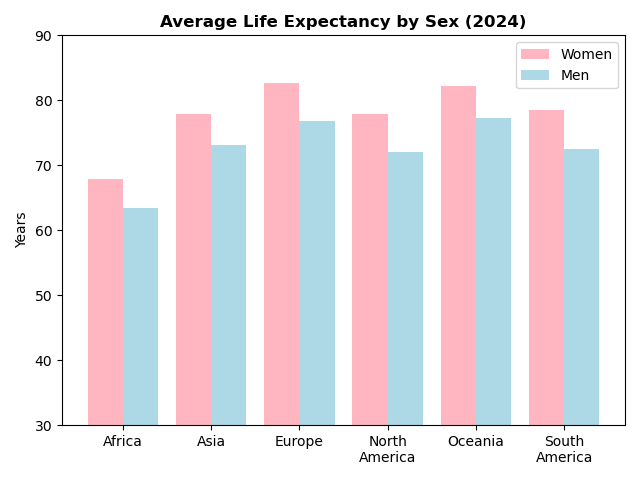 Average Life Expectancy by Sex (2024)
Women
Men
Years
90
80
70
60
50
40
30
Africa
Asia
Europe
North
America
Oceania
South
America